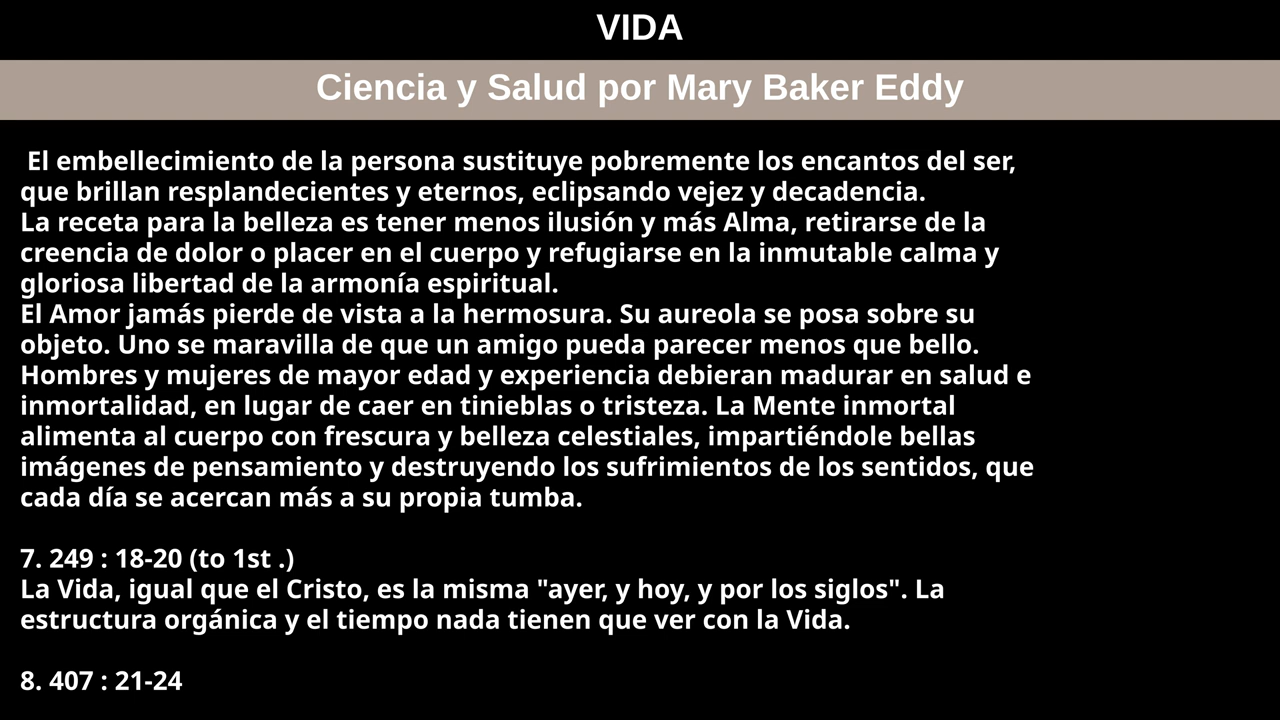 VIDA
Ciencia y Salud por Mary Baker Eddy
El embellecimiento de la persona sustituye pobremente los encantos del ser,
que brillan resplandecientes y eternos, eclipsando vejez y decadencia.
La receta para la belleza es tener menos ilusión y más Alma, retirarse de la
creencia de dolor o placer en el cuerpo y refugiarse en la inmutable calma y
gloriosa libertad de la armonía espiritual.
El Amor jamás pierde de vista a la hermosura. Su aureola se posa sobre su
objeto. Uno se maravilla de que un amigo pueda parecer menos que bello.
Hombres y mujeres de mayor edad y experiencia debieran madurar en salud e
inmortalidad, en lugar de caer en tinieblas o tristeza. La Mente inmortal
alimenta al cuerpo con frescura y belleza celestiales, impartiéndole bellas
imágenes de pensamiento y destruyendo los sufrimientos de los sentidos, que
cada día se acercan más a su propia tumba.
7. 249 : 18-20 (to 1st .)
La Vida, igual que el Cristo, es la misma "ayer, y hoy, y por los siglos". La
estructura orgánica y el tiempo nada tienen que ver con la Vida.
8. 407 : 21-24